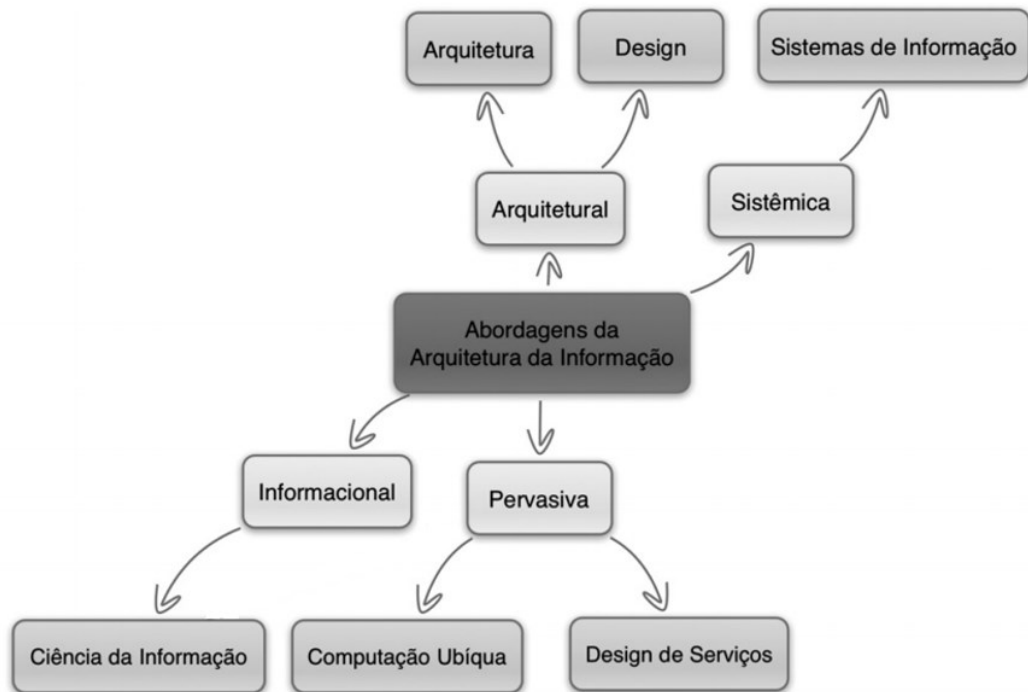 Arquitetura
Design
Sistemas de Informação
Arquitetural
Sistêmica
Abordagens da
Arquitetura da Informação
Informacional
Pervasiva
Ciência da Informação
Computação Ubíqua
Design de Serviços